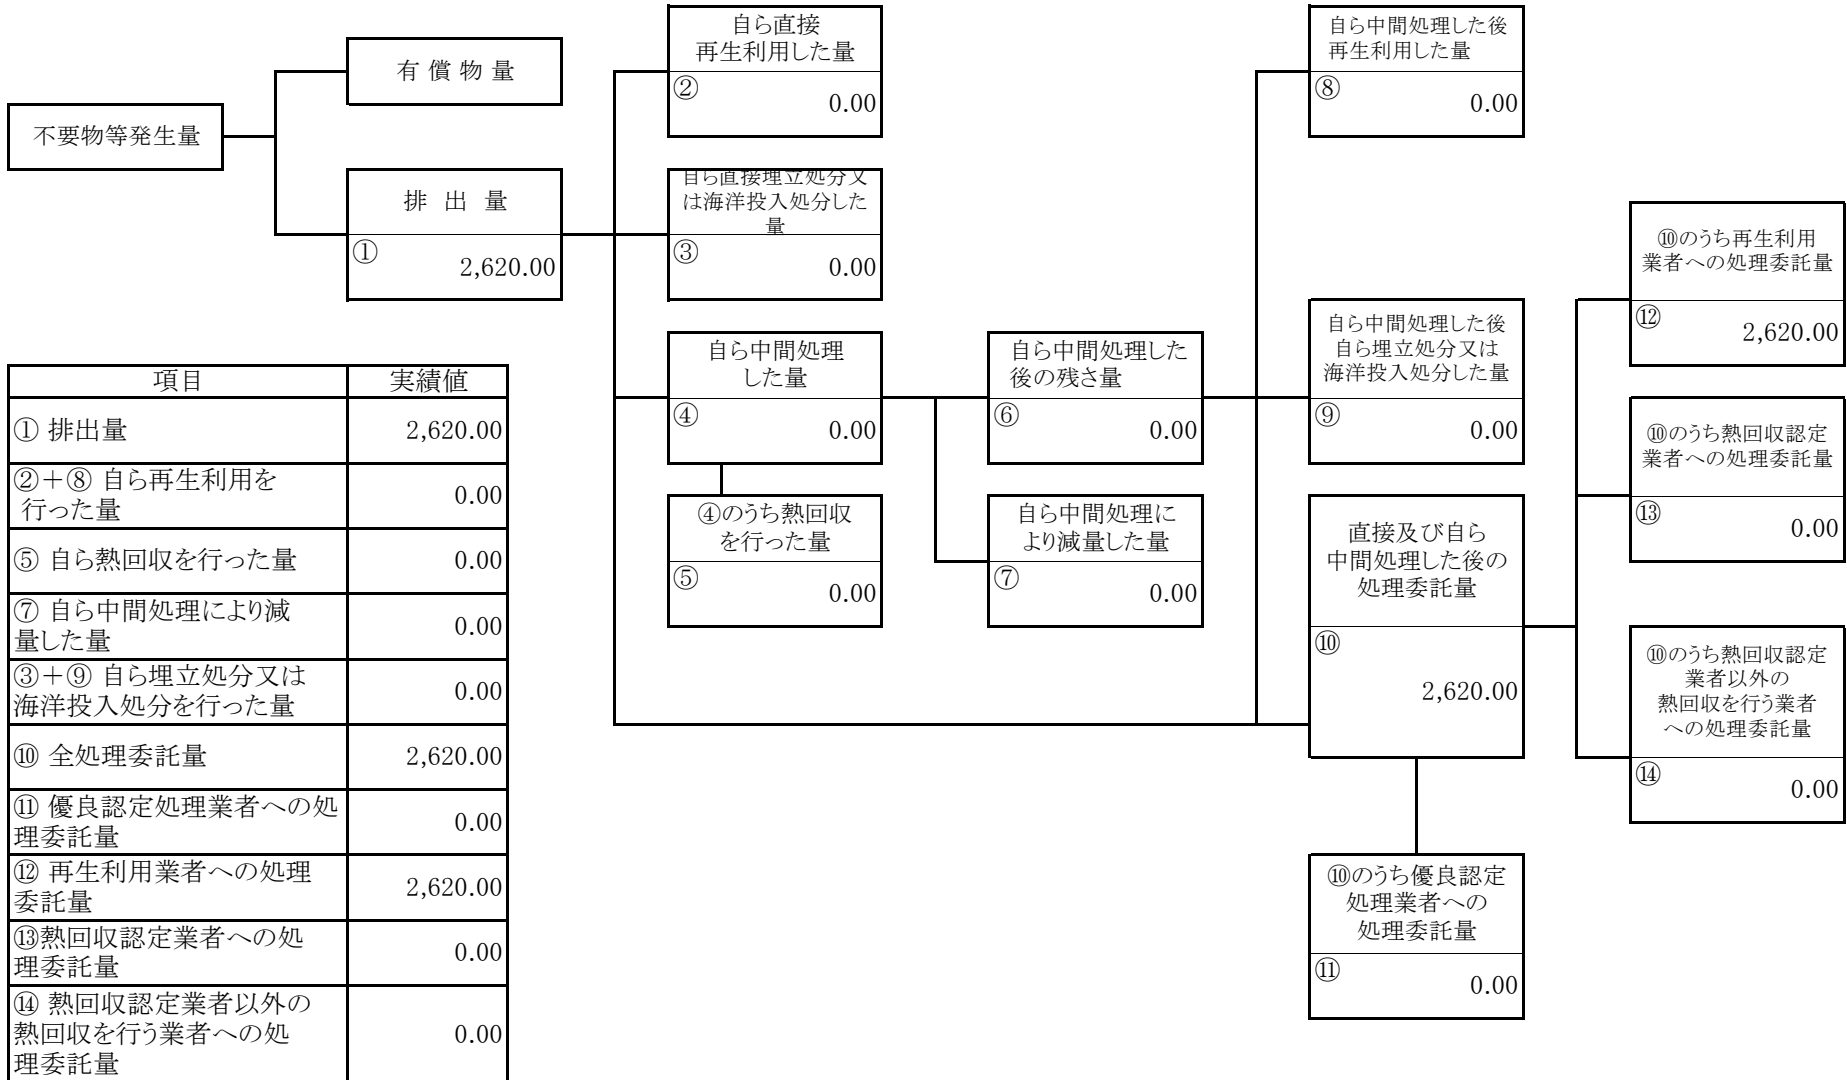 不要物等発生量
有 償 物 量
排 出 量
①
2,620.00
自ら直接
再生利用した量
②
0.00
自ら直接埋立処分又
は海洋投入処分した
量
③
0.00
自ら中間処理
した量
④
0.00
④のうち熱回収
を行った量
⑤
0.00
自ら中間処理した
後の残さ量
⑥
0.00
自ら中間処理に
より減量した量
⑦
0.00
自ら中間処理した後
再生利用した量
⑧
0.00
自ら中間処理した後
自ら埋立処分又は
海洋投入処分した量
⑨
0.00
直接及び自ら
中間処理した後の
処理委託量
⑩
2,620.00
⑩のうち優良認定
処理業者への
処理委託量
⑪
0.00
⑩のうち再生利用
業者への処理委託量
⑫
2,620.00
⑩のうち熱回収認定
業者への処理委託量
⑬
0.00
⑩のうち熱回収認定
業者以外の
熱回収を行う業者
への処理委託量
⑭
0.00
項目 実績値
① 排出量 2,620.00
②＋⑧ 自ら再生利用を
行った量
0.00
⑤ 自ら熱回収を行った量 0.00
⑦ 自ら中間処理により減
量した量
0.00
③＋⑨ 自ら埋立処分又は
海洋投入処分を行った量
0.00
⑩ 全処理委託量 2,620.00
⑪ 優良認定処理業者への処
理委託量
0.00
⑫ 再生利用業者への処理
委託量
2,620.00
⑬熱回収認定業者への処
理委託量
0.00
⑭ 熱回収認定業者以外の
熱回収を行う業者への処
理委託量
0.00